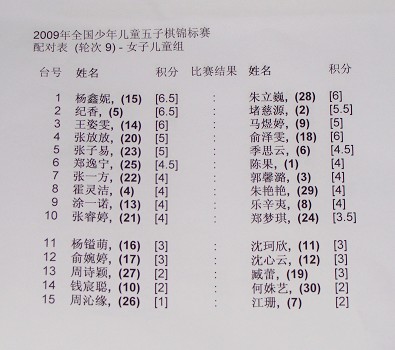 2009年全国少年儿童五子棋锦标赛
配对表 (轮次 9) - 女子儿童组
台号 姓名 积分 比赛结果 姓名 积分
1 杨鑫妮, (15) [6.5] : 朱立巍, (28) [6]
2 纪香, (5) [6.5] : 堵慈源, (2) [5.5]
3 王姿雯, (14) [6] : 马煜婷, (9) [5]
4 张放放, (20) [5] : 俞泽雯, (18) [6]
5 张子易, (23) [5] : 季思云, (6) [4.5]
6 郑逸宁, (25) [4.5] : 陈果, (1) [4]
7 张一方, (22) [4] : 郭馨潞, (3) [4]
8 霍灵洁, (4) [4] : 朱艳艳, (29) [4]
9 涂一诺, (13) [4] : 乐辛夷, (8) [4]
10 张睿婷, (21) [4] : 郑梦琪, (24) [3.5]
11 杨镒萌, (16) [3] : 沈珂欣, (11) [3]
12 俞婉婷, (17) [3] : 沈心云, (12) [3]
13 周诗颖, (27) [2] : 臧蕾, (19) [3]
14 钱宸聪, (10) [2] : 何姝艺, (30) [2]
15 周沁缘, (26) [1] : 江珊, (7) [2]